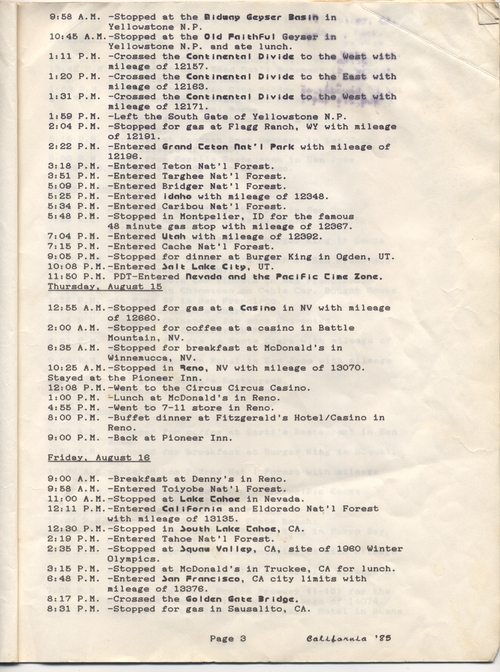 9:58 A.M. -Stopped at the Midway Geyser Basin in
Yellowstone N.P.
10:45 A.M.-Stopped at the Old Faithful Geyser in
Yellowstone N.P. and ate lunch.
1:11 P.M. -Crossed the Continental Divide to the West with
mileage of 12157.
1:20 P.M. -Crossed the Continental Divide to the East with
mileage of 12163.
1:31 P.M. -Crossed the Continental Divide to the West with
mileage of 12171.
1:59 P.M. -Left the South Gate of Yellowstone N.P.
2:04 P.M. -Stopped for gas at Flagg Ranch, WY with mileage
of 12191.
2:22 P.M. -Entered Grand Teton Nat'l Park with mileage of
12196.
3:18 P.M. -Entered Teton Nat'l Forest.
3:51 P.M. -Entered Targhee Nat'l Forest.
5:09 P.M. -Entered Bridger Nat'l Forest.
5:25 P.M. -Entered Idaho with mileage of 12348.
5:34 P.M. -Entered Caribou Nat'l Forest.
5:48 P.M. -Stopped in Montpelier, ID for the famous
48 minute gas stop with mileage of 12367.
7:04 P.M. -Entered Utah with mileage of 12392.
7:15 P.M. -Entered Cache Nat'l Forest.
9:05 P.M. -Stopped for dinner at Burger King in Ogden, UT.
10:08 P.M.-Entered Salt Lake City, UT.
11:50 P.M. PDT-Entered Nevada and the Pacific Time Zone.
Thursday, August 15
12:55 A.M.-Stopped for gas at a Casino in NV with mileage
of 12660.
2:00 A.M. -Stopped for coffee at a casino in Battle
Mountain, NV.
6:35 A.M. -Stopped for breakfast at McDonald's in
Winnemucca, NV.
10:25 A.M-Stopped in Reno, NV with mileage of 13070.
Stayed at the Pioneer Inn.
12:08 P.M.-Went to the Circus Circus Casino.
1:00 P.M. -Lunch at McDonald's in Reno.
4:55 P.M. -Went to 7-11 store in Reno.
8:00 P.M. -Buffet dinner at Fitzgerald's Hotel/Casino in
Reno.
9:00 P.M. -Back at Pioneer Inn.
Friday, August 16
9:00 A.M. -Breakfast at Denny's in Reno.
9:58 A.M. -Entered Toiyobe Nat'l Forest.
11:00 A.M-Stopped at Lake Tahoe in Nevada.
12:11 P.M.-Entered California and Eldorado Nat'l Forest
with mileage of 13135.
12:30 P.M.-Stopped in South Lake Tahoe, CA.
2:19 P.M. -Entered Tahoe Nat'l Forest.
2:35 P.M. -Stopped at Squaw Valley, CA, site of 1960 Winter
Olympics.
3:15 P.M. -Stopped at McDonald's in Truckee, CA for lunch.
6:48 P.M. -Entered San Francisco, CA city limits with
mileage of 13376.
8:17 P.M. -Crossed the Golden Gate Bridge.
8:31 P.M. -Stopped for gas in Sausalito, CA.
Page 3 California '85